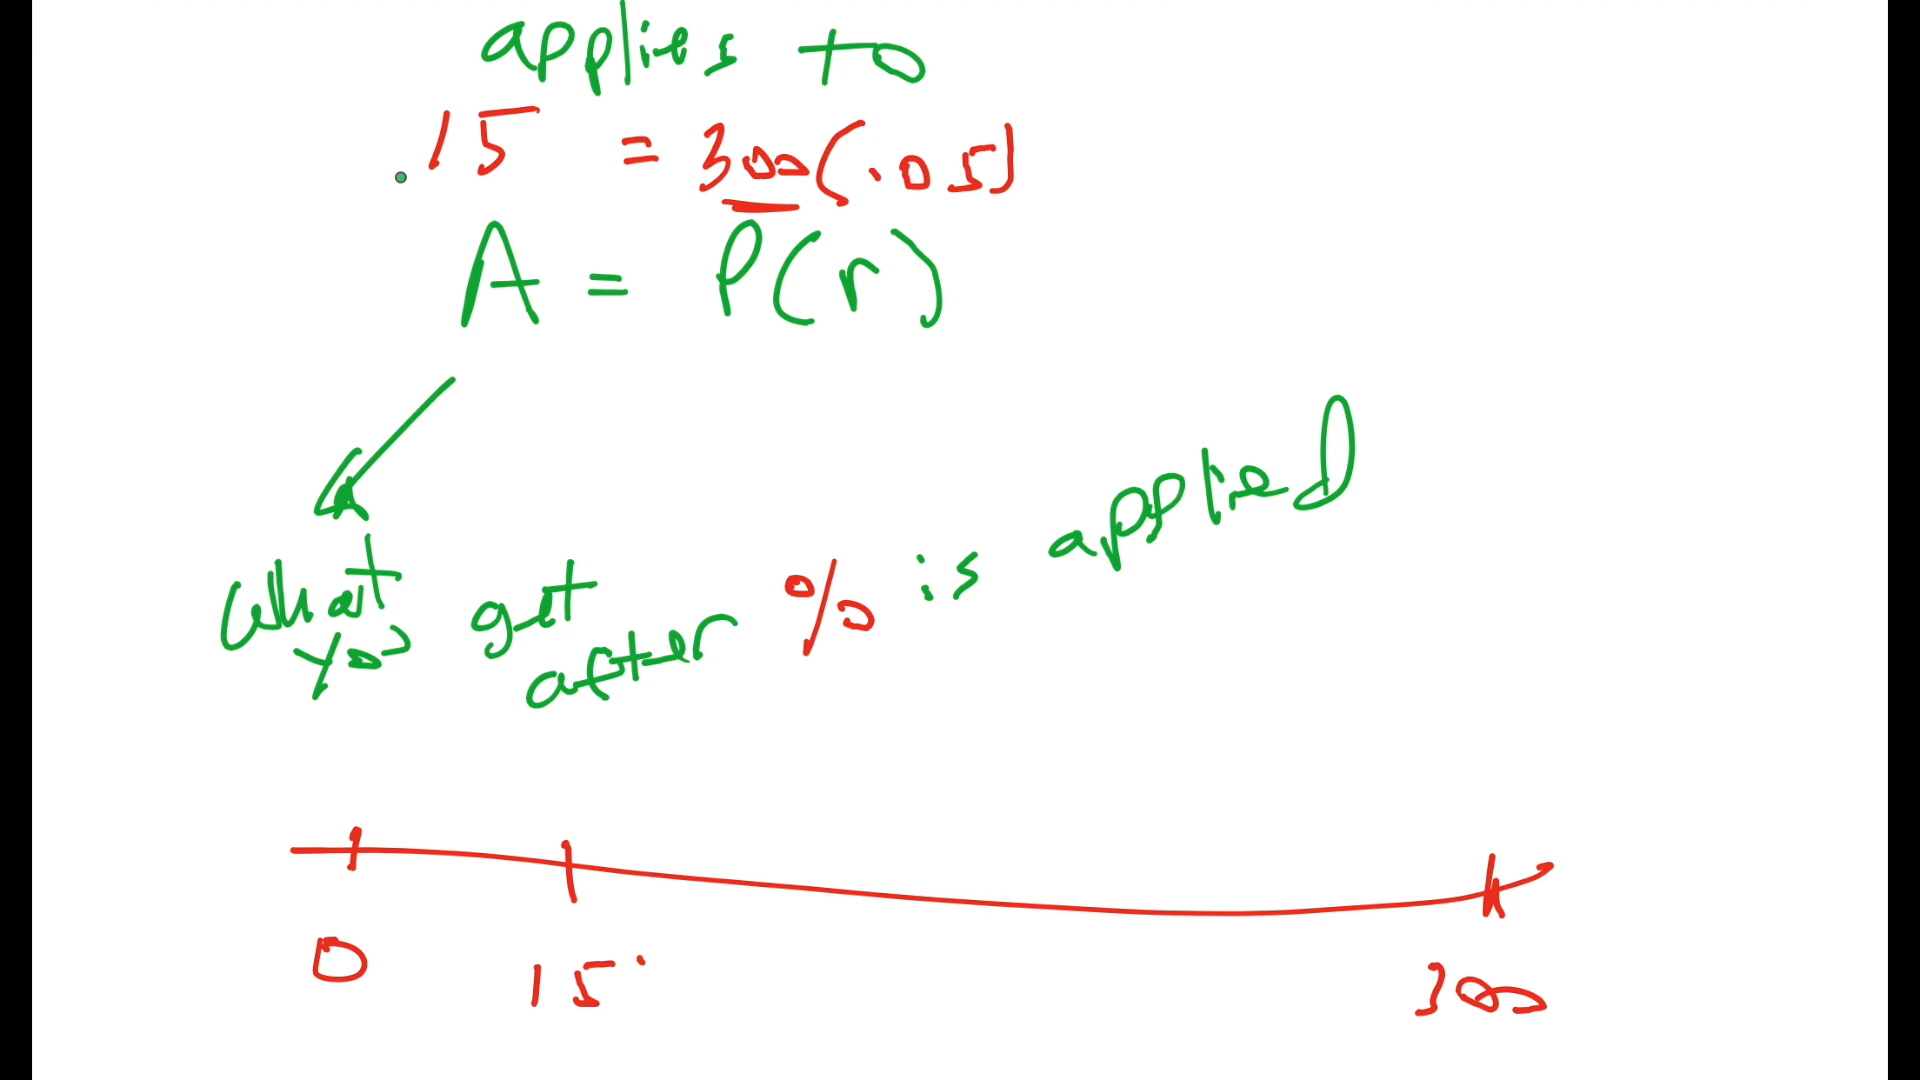 applies to
15 = 300(.05)
A = P(r)
What you get after % is applied
0 15 300